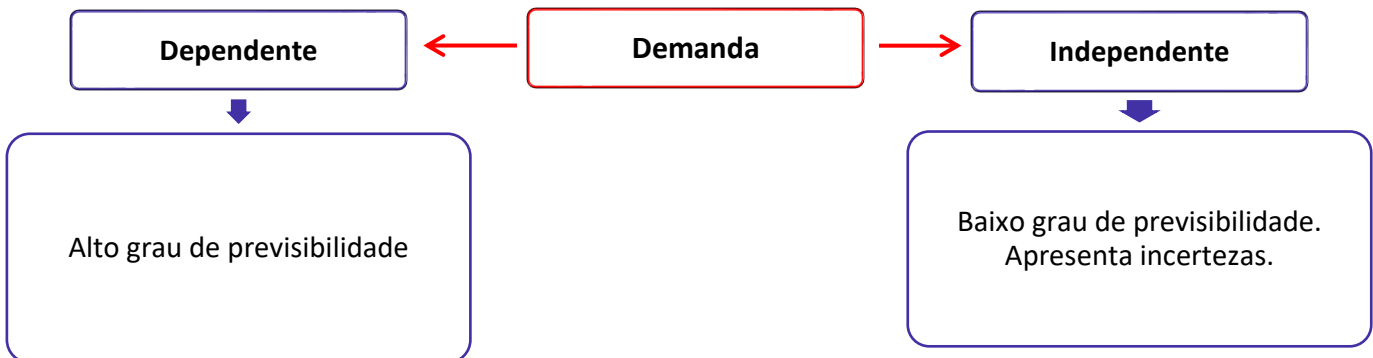 Dependente
Demanda
Independente
Alto grau de previsibilidade
Baixo grau de previsibilidade.
Apresenta incertezas.